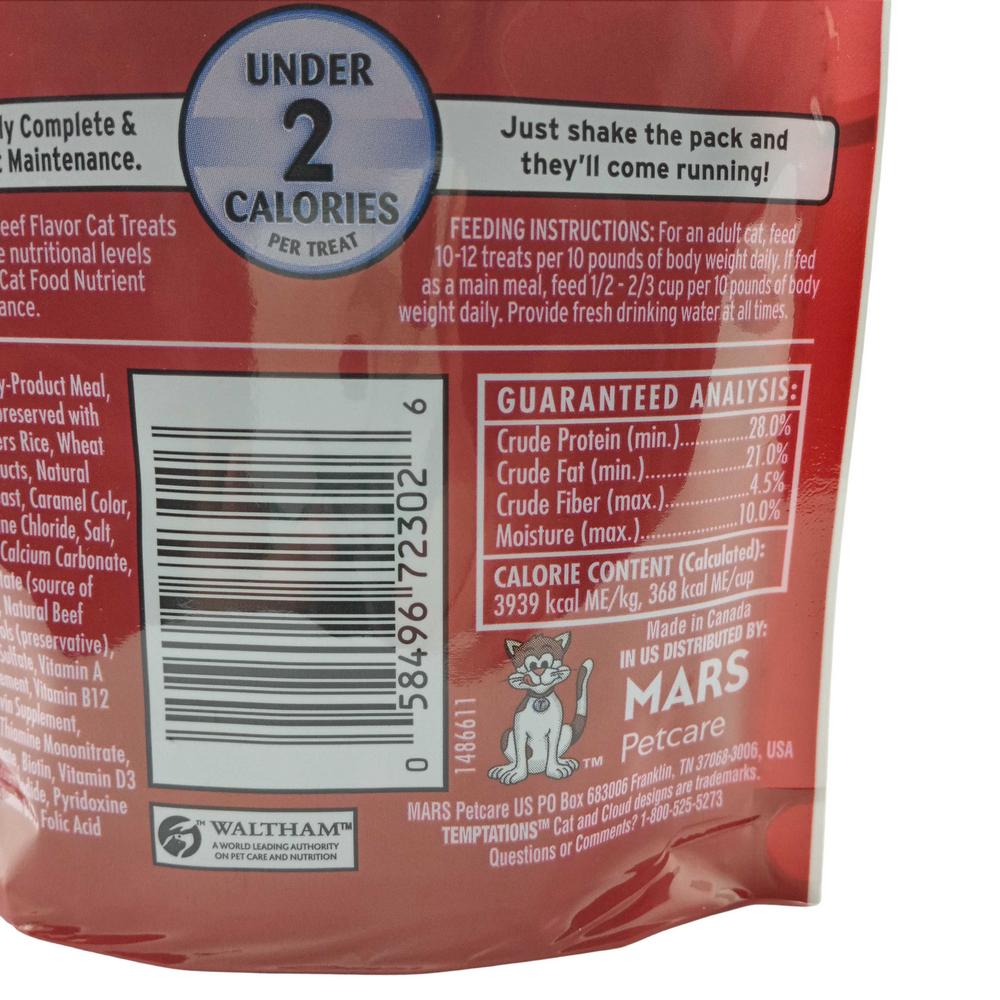 UNDER
2
CALORIES
PER TREAT
Complete &
Maintenance.
Just shake the pack and
they'll come running!
Flavor Cat Treats
nutritional levels
Cat Food Nutrient
FEEDING INSTRUCTIONS: For an adult cat, feed
10-12 treats per 10 pounds of body weight daily. If fed
as a main meal, feed 1/2 - 2/3 cup per 10 pounds of body
weight daily. Provide fresh drinking water at all times.
-Product Meal,
preserved with
Rice, Wheat
Natural
Caramel Color,
Chloride, Salt,
Calcium Carbonate,
(source of
Natural Beef
(preservative),
Sulfate, Vitamin A
Vitamin B12
Supplement,
Thiamine Mononitrate,
Biotin, Vitamin D3
Pyridoxine
Folic Acid
0 58496 72302 6
GUARANTEED ANALYSIS:
Crude Protein (min.)..................28.0%
Crude Fat (min.)........................21.0%
Crude Fiber (max.)....................4.5%
Moisture (max.)........................10.0%
CALORIE CONTENT (Calculated):
3939 kcal ME/kg, 368 kcal ME/cup
Made in Canada
IN US DISTRIBUTED BY:
MARS
Petcare
1486611
T
TM
MARS Petcare US PO Box 683006 Franklin, TN 37068-3006, USA
TEMPTATIONS™ Cat and Cloud designs are trademarks.
Questions or Comments? 1-800-525-5273
™ WALTHAM™
A WORLD LEADING AUTHORITY
ON PET CARE AND NUTRITION